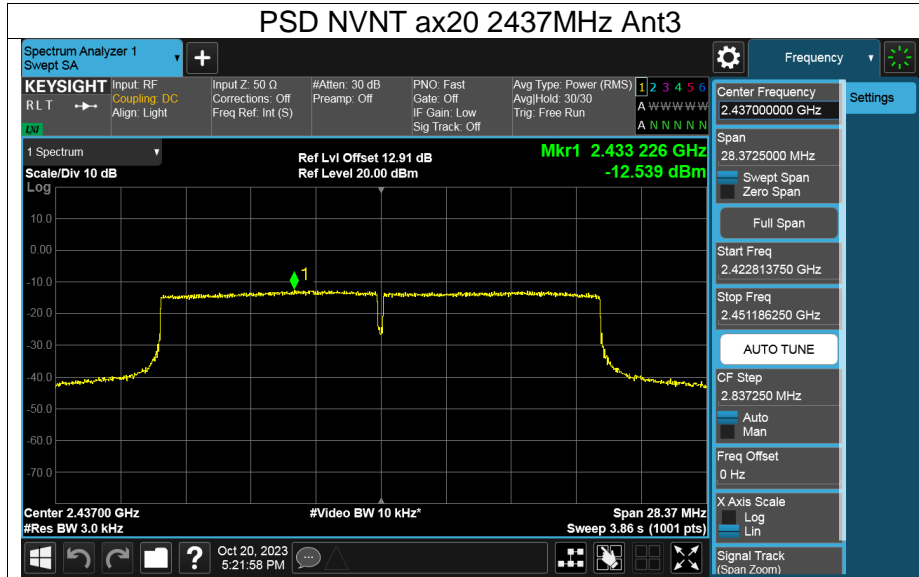 PSD NVNT ax20 2437MHz Ant3
Spectrum Analyzer 1
Swept SA
Frequency
KEYSIGHT Input: RF
RLT Coupling: DC
Align: Light
LXI
Input Z: 50 Ω
Corrections: Off
Freq Ref: Int (S)
#Atten: 30 dB
Preamp: Off
PNO: Fast
Gate: Off
IF Gain: Low
Sig Track: Off
Avg Type: Power (RMS)
Avg|Hold: 30/30
Trig: Free Run
1 2 3 4 5 6
A W W W W W
A N N N N N
1 Spectrum
Scale/Div 10 dB
Log
Ref Lvl Offset 12.91 dB
Ref Level 20.00 dBm
Mkr1 2.433 226 GHz
-12.539 dBm
10.0
0.00
-10.0
-20.0
-30.0
-40.0
-50.0
-60.0
-70.0
1
Center 2.43700 GHz
#Res BW 3.0 kHz
#Video BW 10 kHz*
Span 28.37 MHz
Sweep 3.86 s (1001 pts)
Center Frequency
2.437000000 GHz
Settings
Span
28.3725000 MHz
Swept Span
Zero Span
Full Span
Start Freq
2.422813750 GHz
Stop Freq
2.451186250 GHz
AUTO TUNE
CF Step
2.837250 MHz
Auto
Man
Freq Offset
0 Hz
X Axis Scale
Log
Lin
Signal Track
(Span Zoom)
?
Oct 20, 2023
5:21:58 PM